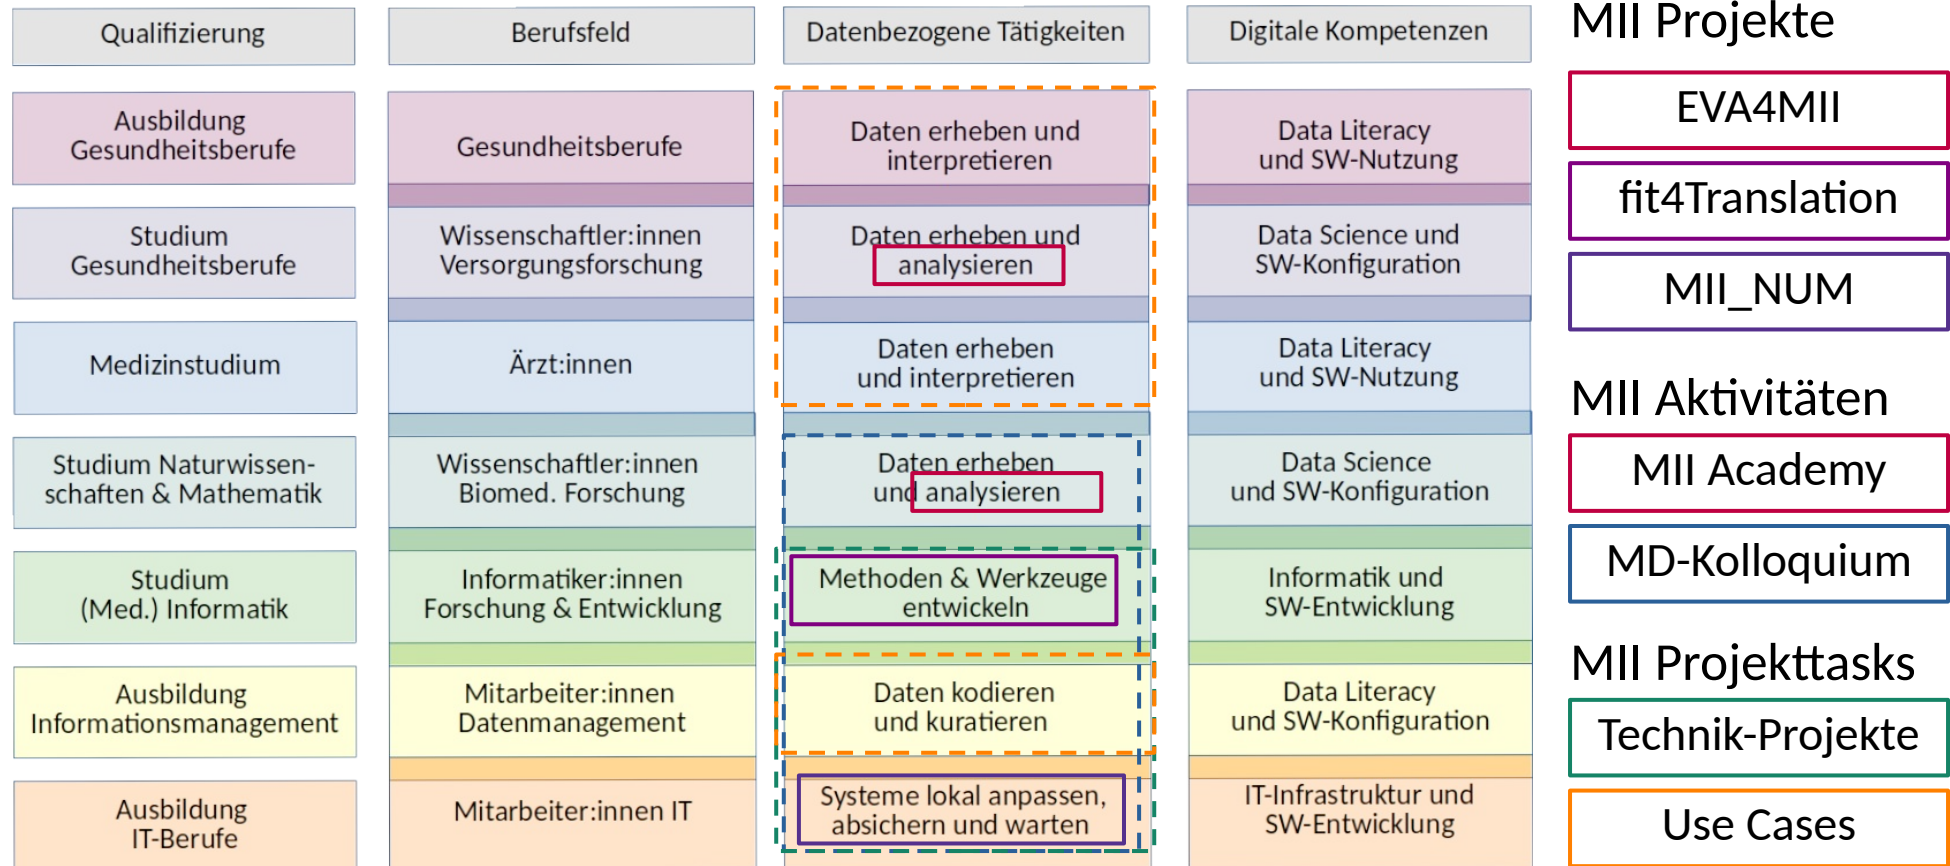 Qualifizierung
Berufsfeld
Datenbezogene Tätigkeiten
Digitale Kompetenzen
Ausbildung
Gesundheitsberufe
Gesundheitsberufe
Daten erheben und
interpretieren
Data Literacy
und SW-Nutzung
Studium
Gesundheitsberufe
Wissenschaftler:innen
Versorgungsforschung
Daten erheben und
analysieren
Data Science und
SW-Konfiguration
Medizinstudium
Ärzt:innen
Daten erheben
und interpretieren
Data Literacy
und SW-Nutzung
Studium Naturwissen-
schaften & Mathematik
Wissenschaftler:innen
Biomed. Forschung
Daten erheben
und analysieren
Data Science
und SW-Konfiguration
Studium
(Med.) Informatik
Informatiker:innen
Forschung & Entwicklung
Methoden & Werkzeuge
entwickeln
Informatik und
SW-Entwicklung
Ausbildung
Informationsmanagement
Mitarbeiter:innen
Datenmanagement
Daten kodieren
und kuratieren
Data Literacy
und SW-Konfiguration
Ausbildung
IT-Berufe
Mitarbeiter:innen IT
Systeme lokal anpassen,
absichern und warten
IT-Infrastruktur und
SW-Entwicklung
MII Projekte
EVA4MII
fit4Translation
MII_NUM
MII Aktivitäten
MII Academy
MD-Kolloquium
MII Projekttasks
Technik-Projekte
Use Cases